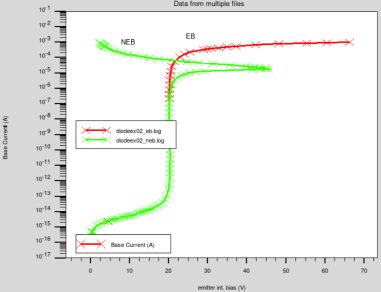 Data from multiple files
10-1
10-2
10-3
10-4
10-5
10-6
10-7
10-8
10-9
10-10
10-11
10-12
10-13
10-14
10-15
10-16
10-17
Base Current (A)
NEB
EB
diodeex02_eb.log
diodeex02_neb.log
Base Current (A)
0 10 20 30 40 50 60 70
emitter int. bias (V)